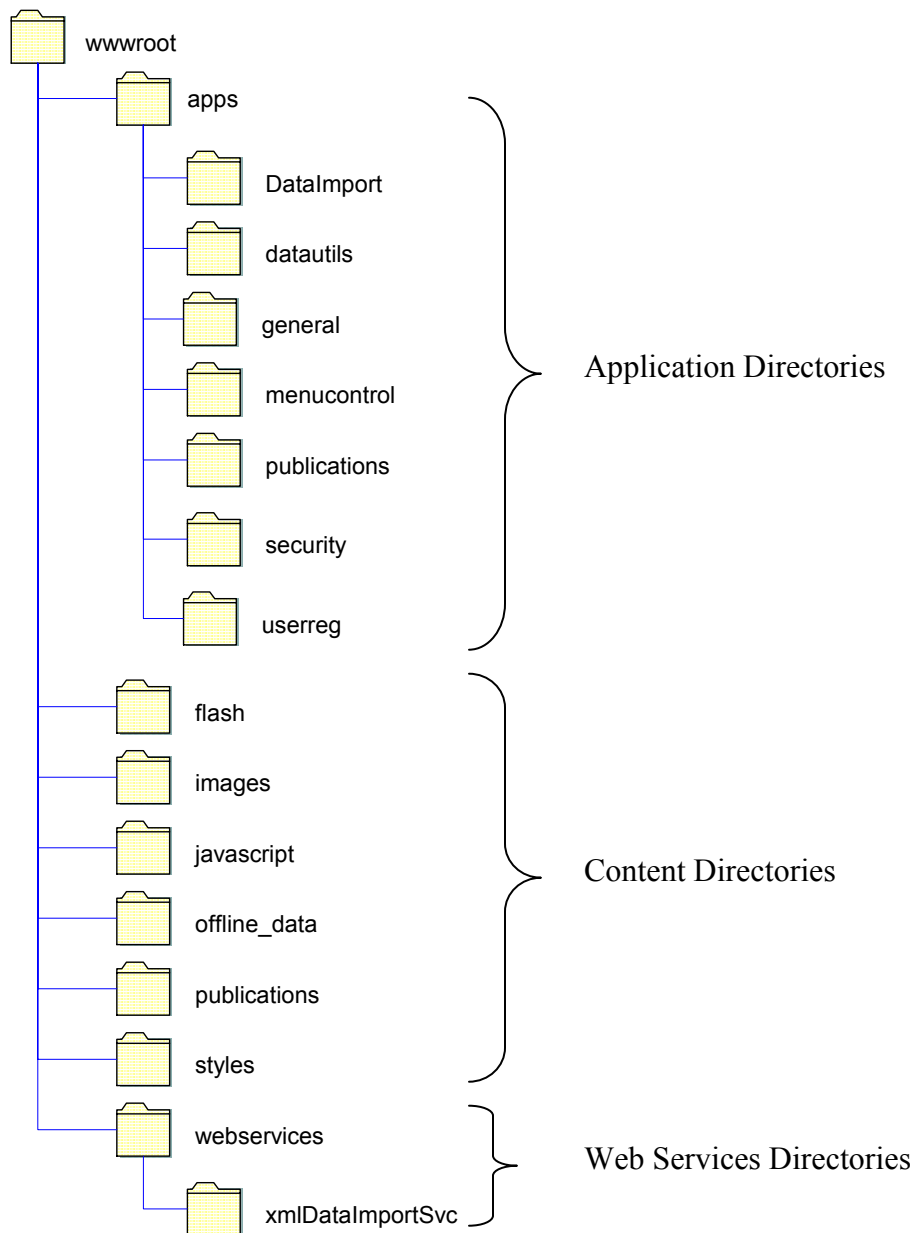 wwwroot
apps
DataImport
datautils
general
menucontrol
publications
security
userreg
Application Directories
flash
images
javascript
offline_data
publications
styles
Content Directories
webservices
xmlDataImportSvc
Web Services Directories